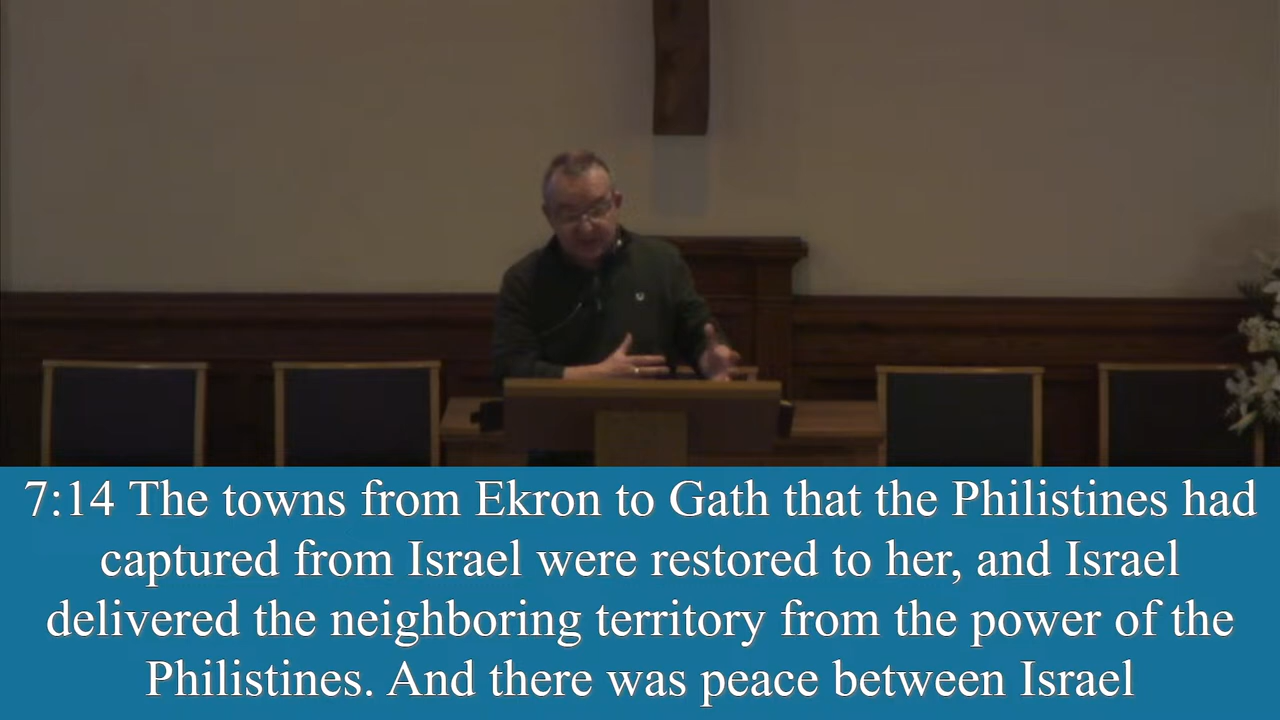 7:14 The towns from Ekron to Gath that the Philistines had
captured from Israel were restored to her, and Israel
delivered the neighboring territory from the power of the
Philistines. And there was peace between Israel